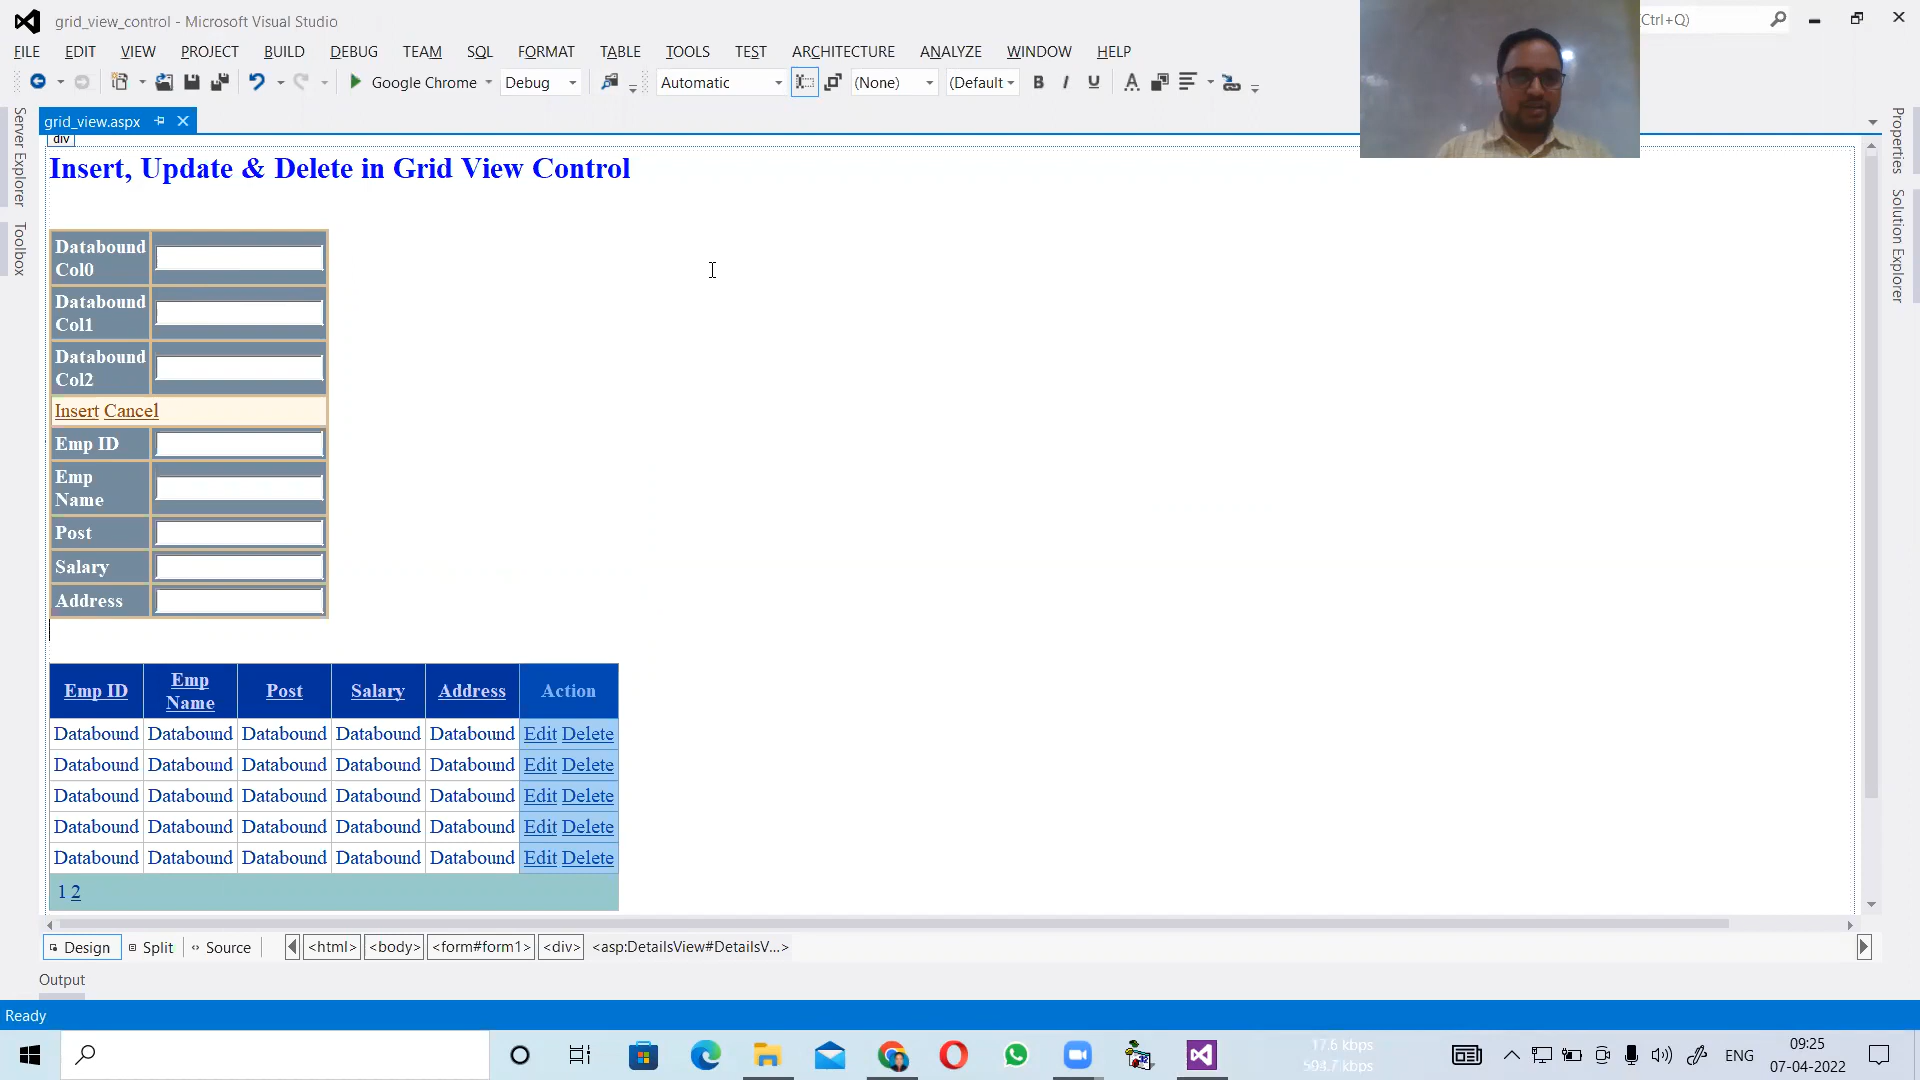 grid_view_control - Microsoft Visual Studio
Ctrl+Q)
FILE EDIT VIEW PROJECT BUILD DEBUG TEAM SQL FORMAT TABLE TOOLS TEST ARCHITECTURE ANALYZE WINDOW HELP
Google Chrome Debug Automatic (None) (Default B I U A
grid_view.aspx
Server Explorer
Toolbox
Properties
Solution Explorer
div
Insert, Update & Delete in Grid View Control
Databound
Col0
Databound
Col1
Databound
Col2
Insert Cancel
Emp ID
Emp
Name
Post
Salary
Address
Emp ID Emp Name Post Salary Address Action
Databound Databound Databound Databound Databound Edit Delete
Databound Databound Databound Databound Databound Edit Delete
Databound Databound Databound Databound Databound Edit Delete
Databound Databound Databound Databound Databound Edit Delete
Databound Databound Databound Databound Databound Edit Delete
1 2
Design Split Source <html> <body> <form#form1> <div> <asp:DetailsView#DetailsV...>
Output
Ready
17.6 kbps
594.7 kbps
ENG
09:25
07-04-2022